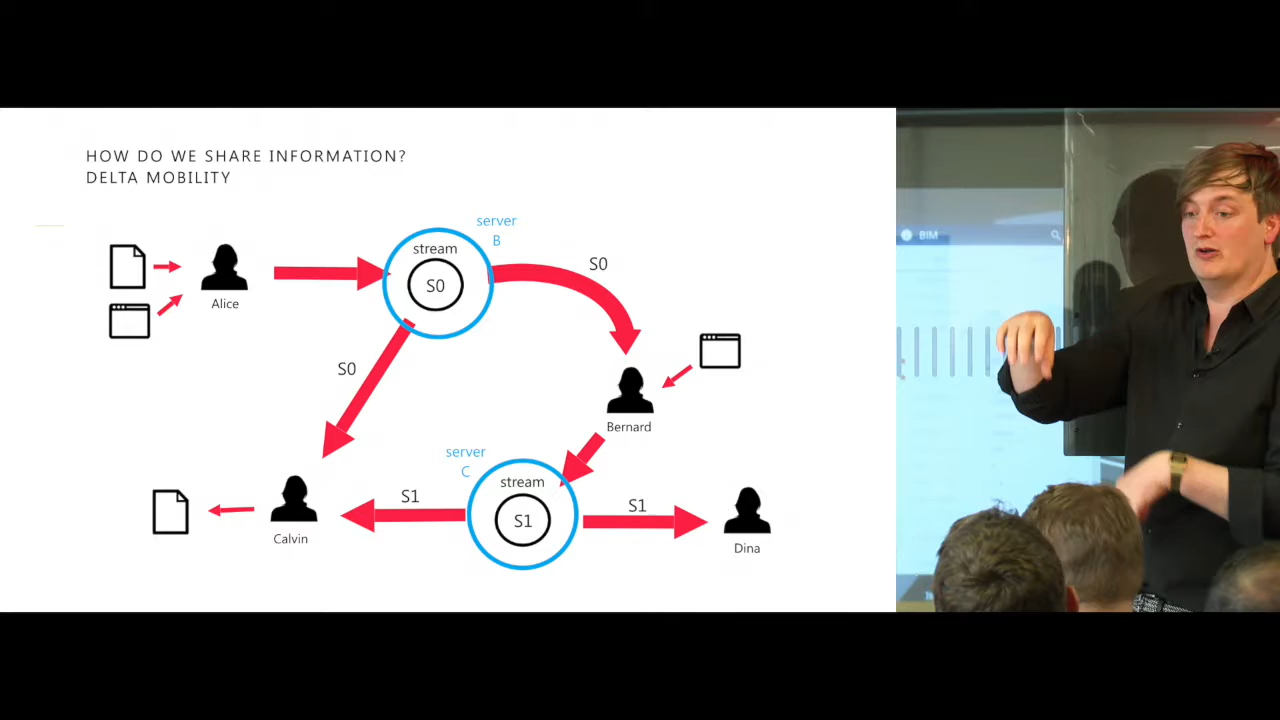 HOW DO WE SHARE INFORMATION?
DELTA MOBILITY
server
B
stream
S0
S0
Alice
S0
Bernard
server
C
stream
S1
S1
S1
Calvin
Dina
BIM